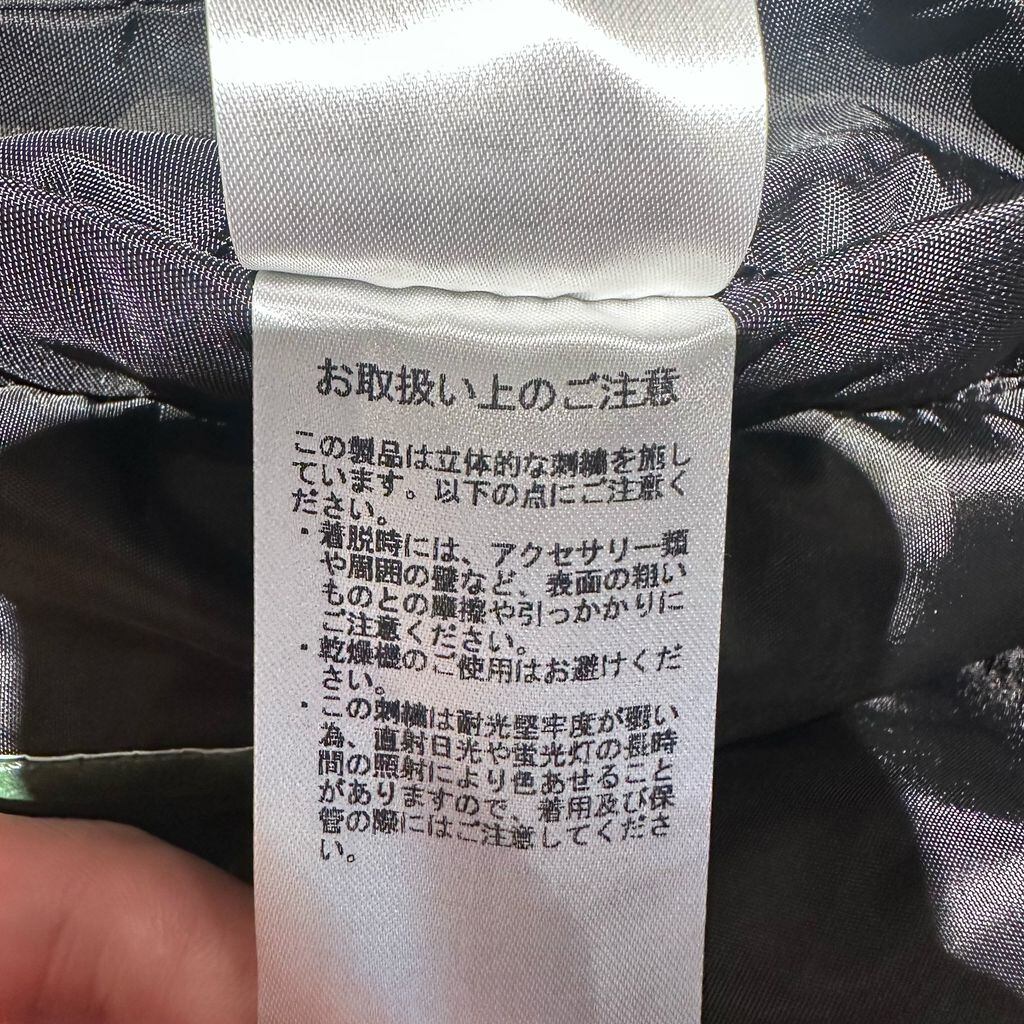 お取扱い上のご注意
この製品は立体的な刺繍を施し
ています。以下の点にご注意く
ださい。
・着脱時には、アクセサリー類
や周囲の鍵など、表面の粗い
ものとの摩擦や引っかかりに
ご注意ください。
・乾燥機のご使用はお避けくだ
さい。
・この刺繍は耐光堅牢度が弱い
為、直射日光や蛍光灯の長時
間の照射により色あせること
がありますので、着用及び保
管の際にはご注意してくださ
い。